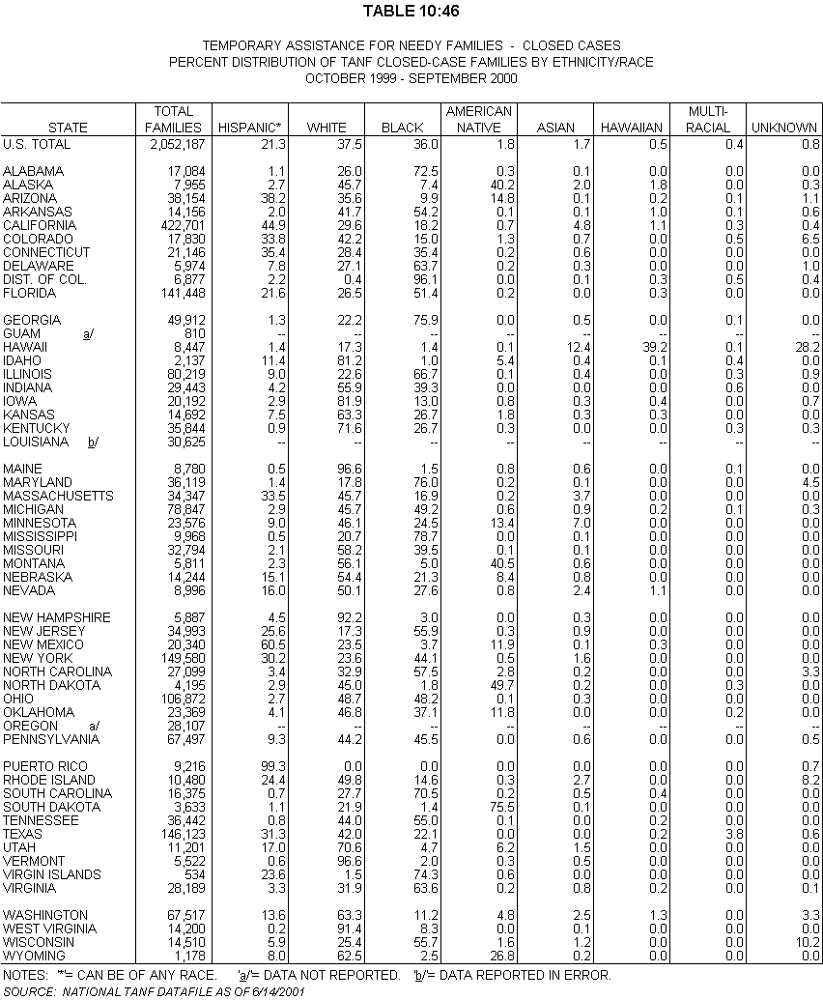 TABLE 10:46
TEMPORARY ASSISTANCE FOR NEEDY FAMILIES - CLOSED CASES
PERCENT DISTRIBUTION OF TANF CLOSED-CASE FAMILIES BY ETHNICITY/RACE
OCTOBER 1999 - SEPTEMBER 2000
TOTAL AMERICAN MULTI-
STATE FAMILIES HISPANIC* WHITE BLACK NATIVE ASIAN HAWAIIAN RACIAL UNKNOWN
U.S. TOTAL 2,052,187 21.3 37.5 36.0 1.8 1.7 0.5 0.4 0.8
ALABAMA 17,084 1.1 26.0 72.5 0.3 0.1 0.0 0.0 0.0
ALASKA 7,955 2.7 45.7 7.4 40.2 2.0 1.8 0.0 0.3
ARIZONA 38,154 38.2 35.6 9.9 14.8 0.1 0.2 0.1 1.1
ARKANSAS 14,156 2.0 41.7 54.2 0.1 0.1 1.0 0.1 0.6
CALIFORNIA 422,701 44.9 29.6 18.2 0.7 4.8 1.1 0.3 0.4
COLORADO 17,830 33.8 42.2 15.0 1.3 0.7 0.0 0.5 6.5
CONNECTICUT 21,146 35.4 28.4 35.4 0.2 0.6 0.0 0.0 0.0
DELAWARE 5,974 7.8 27.1 63.7 0.2 0.3 0.0 0.0 1.0
DIST. OF COL. 6,877 2.2 0.4 96.1 0.0 0.1 0.3 0.5 0.4
FLORIDA 141,448 21.6 26.5 51.4 0.2 0.0 0.3 0.0 0.0
GEORGIA 49,912 1.3 22.2 75.9 0.0 0.5 0.0 0.1 0.0
GUAM a/ 810 -- -- -- -- -- -- -- --
HAWAII 8,447 1.4 17.3 1.4 0.1 12.4 39.2 0.1 28.2
IDAHO 2,137 11.4 81.2 1.0 5.4 0.4 0.1 0.4 0.0
ILLINOIS 80,219 9.0 22.6 66.7 0.1 0.4 0.0 0.3 0.9
INDIANA 29,443 4.2 55.9 39.3 0.0 0.0 0.0 0.6 0.0
IOWA 20,192 2.9 81.9 13.0 0.8 0.3 0.4 0.0 0.7
KANSAS 14,692 7.5 63.3 26.7 1.8 0.3 0.3 0.0 0.0
KENTUCKY 35,844 0.9 71.6 26.7 0.3 0.0 0.0 0.3 0.3
LOUISIANA b/ 30,625 -- -- -- -- -- -- -- --
MAINE 8,780 0.5 96.6 1.5 0.8 0.6 0.0 0.1 0.0
MARYLAND 36,119 1.4 17.8 76.0 0.2 0.1 0.0 0.0 4.5
MASSACHUSETTS 34,347 33.5 45.7 16.9 0.2 3.7 0.0 0.0 0.0
MICHIGAN 78,847 2.9 45.7 49.2 0.6 0.9 0.2 0.1 0.3
MINNESOTA 23,576 9.0 46.1 24.5 13.4 7.0 0.0 0.0 0.0
MISSISSIPPI 9,968 0.5 20.7 78.7 0.0 0.1 0.0 0.0 0.0
MISSOURI 32,794 2.1 58.2 39.5 0.1 0.1 0.0 0.0 0.0
MONTANA 5,811 2.3 56.1 5.0 40.5 0.6 0.0 0.0 0.0
NEBRASKA 14,244 15.1 54.4 21.3 8.4 0.8 0.0 0.0 0.0
NEVADA 8,996 16.0 50.1 27.6 0.8 2.4 1.1 0.0 0.0
NEW HAMPSHIRE 5,887 4.5 92.2 3.0 0.0 0.3 0.0 0.0 0.0
NEW JERSEY 34,993 25.6 17.3 55.9 0.3 0.9 0.0 0.0 0.0
NEW MEXICO 20,340 60.5 23.5 3.7 11.9 0.1 0.3 0.0 0.0
NEW YORK 149,580 30.2 23.6 44.1 0.5 1.6 0.0 0.0 0.0
NORTH CAROLINA 27,099 3.4 32.9 57.5 2.8 0.2 0.0 0.0 3.3
NORTH DAKOTA 4,195 2.9 45.0 1.8 49.7 0.2 0.0 0.3 0.0
OHIO 106,872 2.7 48.7 48.2 0.1 0.3 0.0 0.0 0.0
OKLAHOMA 23,369 4.1 46.8 37.1 11.8 0.0 0.0 0.2 0.0
OREGON a/ 28,107 -- -- -- -- -- -- -- --
PENNSYLVANIA 67,497 9.3 44.2 45.5 0.0 0.6 0.0 0.0 0.5
PUERTO RICO 9,216 99.3 0.0 0.0 0.0 0.0 0.0 0.0 0.7
RHODE ISLAND 10,480 24.4 49.8 14.6 0.3 2.7 0.0 0.0 8.2
SOUTH CAROLINA 16,375 0.7 27.7 70.5 0.2 0.5 0.4 0.0 0.0
SOUTH DAKOTA 3,633 1.1 21.9 1.4 75.5 0.1 0.0 0.0 0.0
TENNESSEE 36,442 0.8 44.0 55.0 0.1 0.0 0.2 0.0 0.0
TEXAS 146,123 31.3 42.0 22.1 0.0 0.0 0.2 3.8 0.6
UTAH 11,201 17.0 70.6 4.7 6.2 1.5 0.0 0.0 0.0
VERMONT 5,522 0.6 96.6 2.0 0.3 0.5 0.0 0.0 0.0
VIRGIN ISLANDS 534 23.6 1.5 74.3 0.6 0.0 0.0 0.0 0.0
VIRGINIA 28,189 3.3 31.9 63.6 0.2 0.8 0.2 0.0 0.1
WASHINGTON 67,517 13.6 63.3 11.2 4.8 2.5 1.3 0.0 3.3
WEST VIRGINIA 14,200 0.2 91.4 8.3 0.0 0.1 0.0 0.0 0.0
WISCONSIN 14,510 5.9 25.4 55.7 1.6 1.2 0.0 0.0 10.2
WYOMING 1,178 8.0 62.5 2.5 26.8 0.2 0.0 0.0 0.0
NOTES: '*'= CAN BE OF ANY RACE. 'a/'= DATA NOT REPORTED. 'b/'= DATA REPORTED IN ERROR.
SOURCE: NATIONAL TANF DATAFILE AS OF 6/14/2001